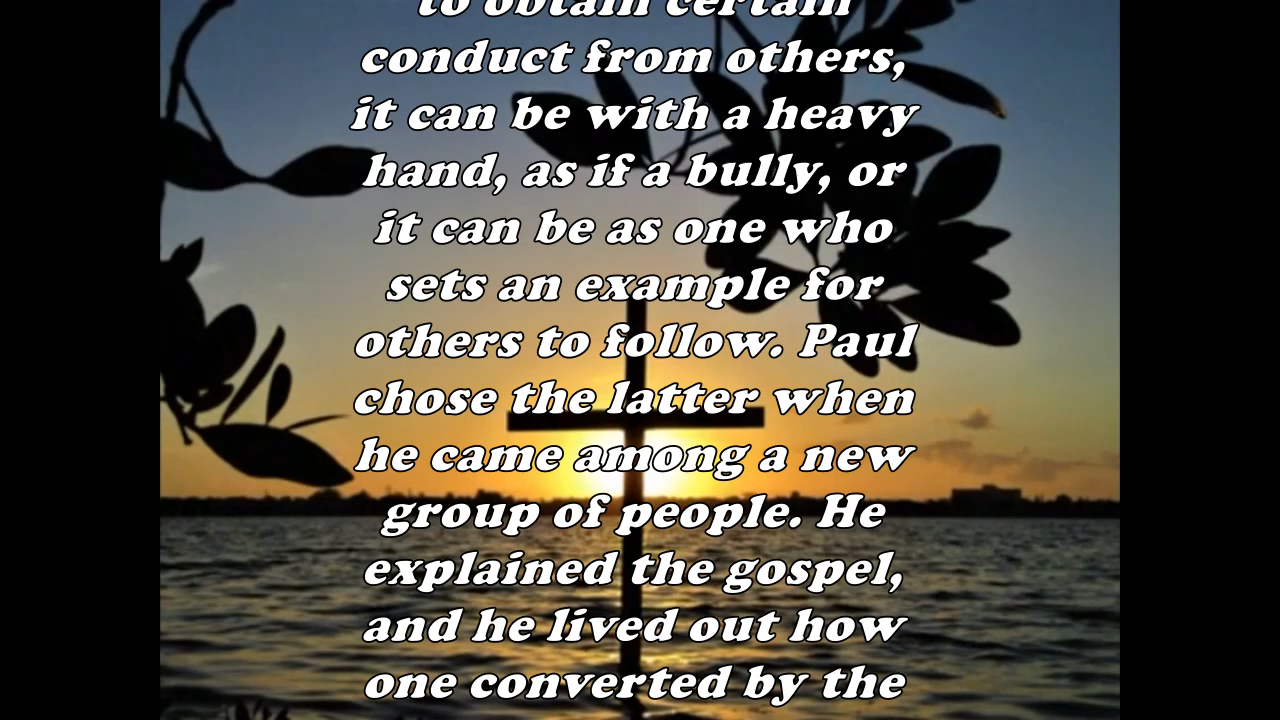 to obtain certain
conduct from others,
it can be with a heavy
hand, as if a bully, or
it can be as one who
sets an example for
others to follow. Paul
chose the latter when
he came among a new
group of people. He
explained the gospel,
and he lived out how
one converted by the